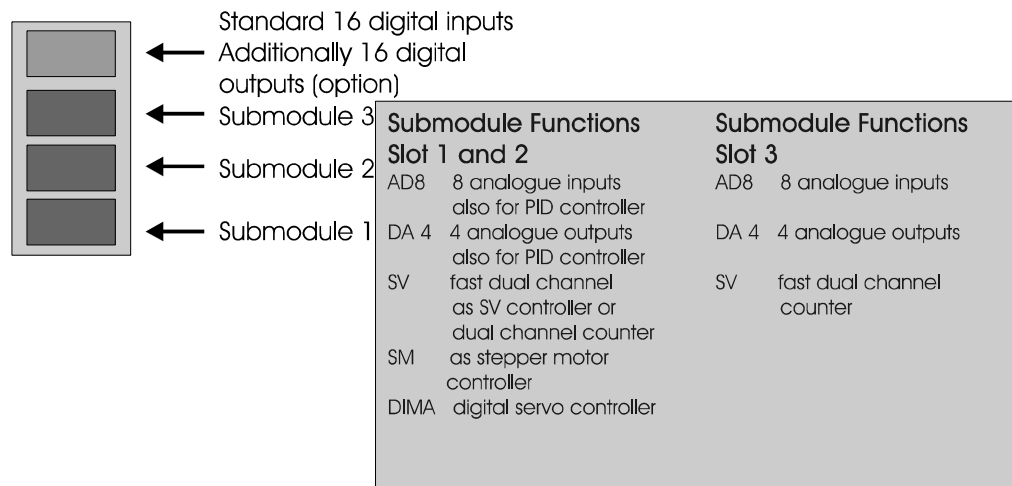 Standard 16 digital inputs
Additionally 16 digital
outputs (option)
Submodule 3
Submodule 2
Submodule 1
Submodule Functions
Slot 1 and 2
AD8 8 analogue inputs
also for PID controller
DA 4 4 analogue outputs
also for PID controller
SV fast dual channel
as SV controller or
dual channel counter
SM as stepper motor
controller
DIMA digital servo controller
Submodule Functions
Slot 3
AD8 8 analogue inputs
DA 4 4 analogue outputs
SV fast dual channel
counter